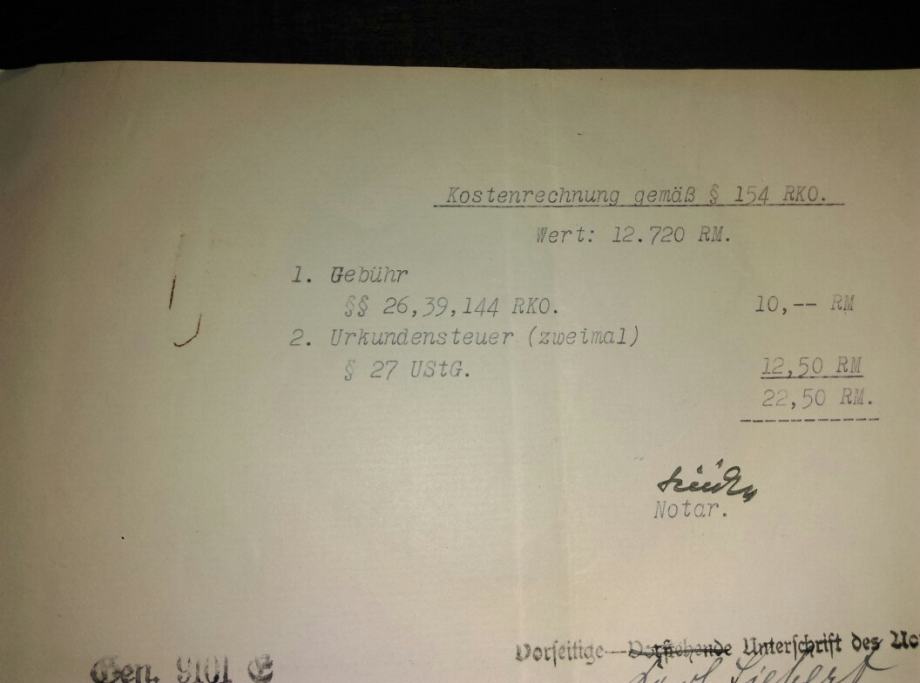 Kostenrechnung gemäß § 154 RKO.
Wert: 12.720 RM.
1. Gebühr
§§ 26,39,144 RKO. 10,-- RM
2. Urkundensteuer (zweimal)
§ 27 UStG. 12,50 RM
22,50 RM.
Notar.
Gen. 9101 E
Vorseitige Vorstehende Unterschrift des
Siebert